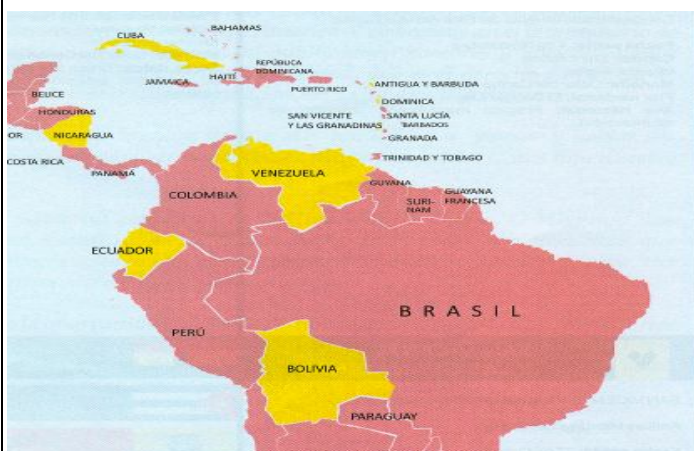 BAHAMAS
CUBA
REPÚBLICA
DOMINICANA
HAITÍ
JAMAICA
PUERTO RICO
ANTIGUA Y BARBUDA
BELICE
DOMINICA
HONDURAS
SAN VICENTE
Y LAS GRANADINAS
SANTA LUCÍA
BARBADOS
OR
NICARAGUA
GRANADA
COSTA RICA
TRINIDAD Y TOBAGO
PANAMÁ
VENEZUELA
GUYANA
COLOMBIA
SURI-
NAM
GUAYANA
FRANCESA
ECUADOR
BRASIL
PERÚ
BOLIVIA
PARAGUAY